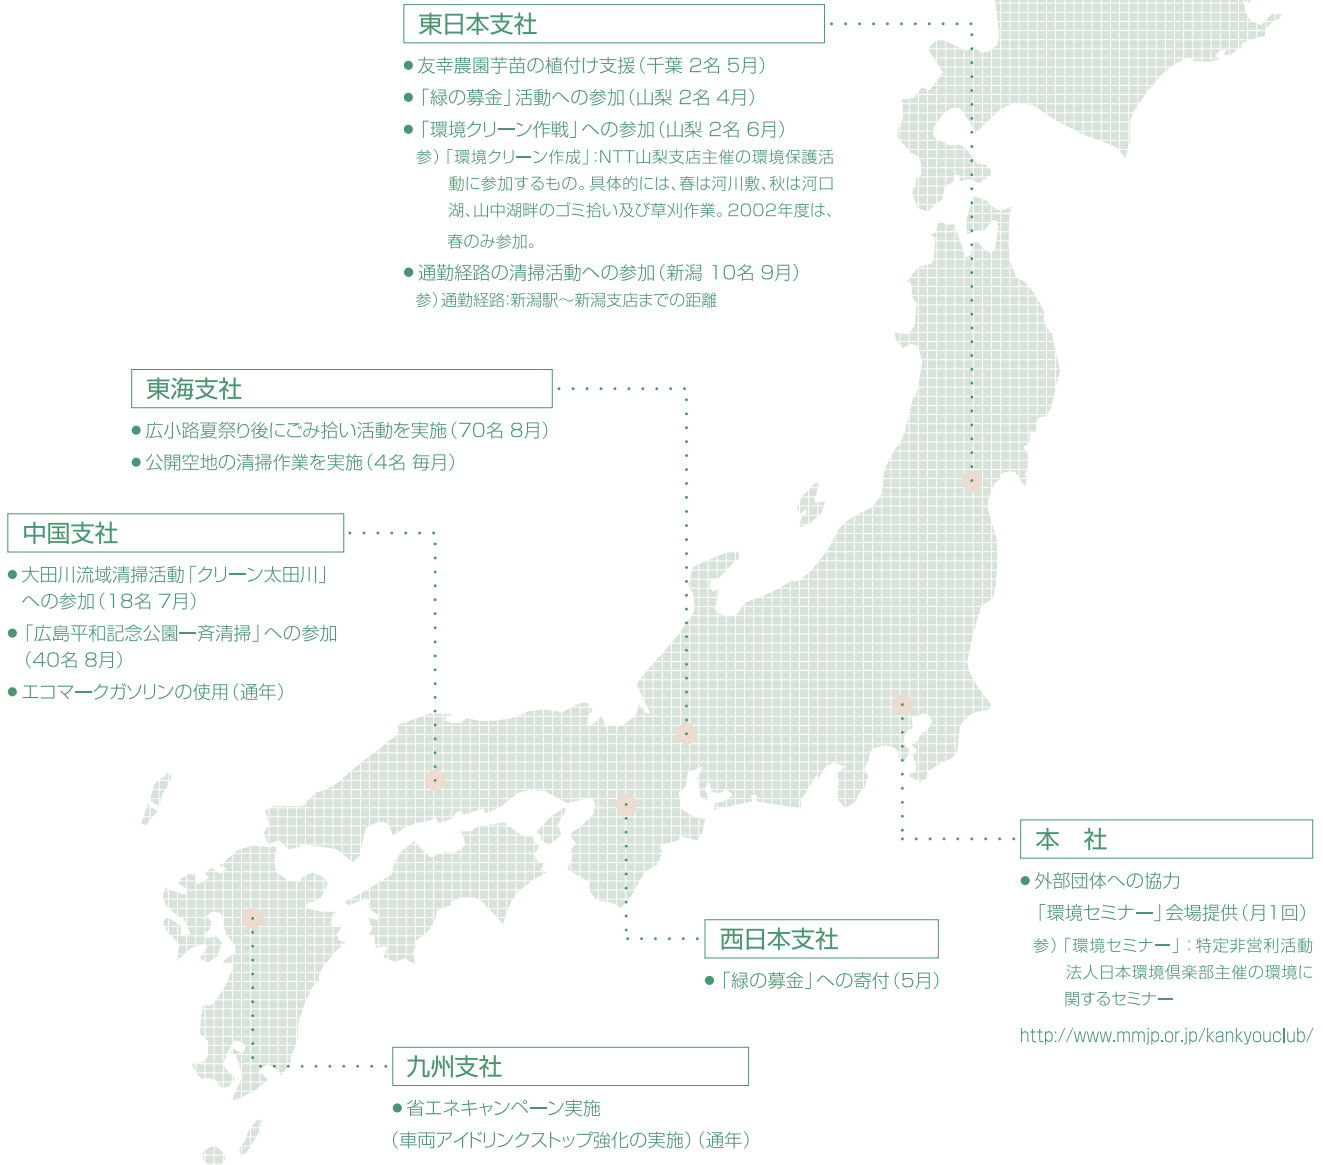 東日本支社
●友幸農園芋苗の植付け支援(千葉 2名 5月)
●「緑の募金」活動への参加(山梨 2名 4月)
●「環境クリーン作戦」への参加(山梨 2名 6月)
参)「環境クリーン作成」:NTT山梨支店主催の環境保護活
動に参加するもの。具体的には、春は河川敷、秋は河口
湖、山中湖畔のゴミ拾い及び草刈作業。2002年度は、
春のみ参加。
●通勤経路の清掃活動への参加(新潟 10名 9月)
参)通勤経路:新潟駅〜新潟支店までの距離
東海支社
●広小路夏祭り後にごみ拾い活動を実施(70名 8月)
●公開空地の清掃作業を実施(4名 毎月)
中国支社
●大田川流域清掃活動「クリーン太田川」
への参加(18名 7月)
●「広島平和記念公園一斉清掃」への参加
(40名 8月)
●エコマークガソリンの使用(通年)
本 社
●外部団体への協力
「環境セミナー」会場提供(月1回)
参)「環境セミナー」:特定非営利活動
法人日本環境倶楽部主催の環境に
関するセミナー
http://www.mmjp.or.jp/kankyouclub/
西日本支社
●「緑の募金」への寄付(5月)
九州支社
●省エネキャンペーン実施
(車両アイドリンクストップ強化の実施)(通年)